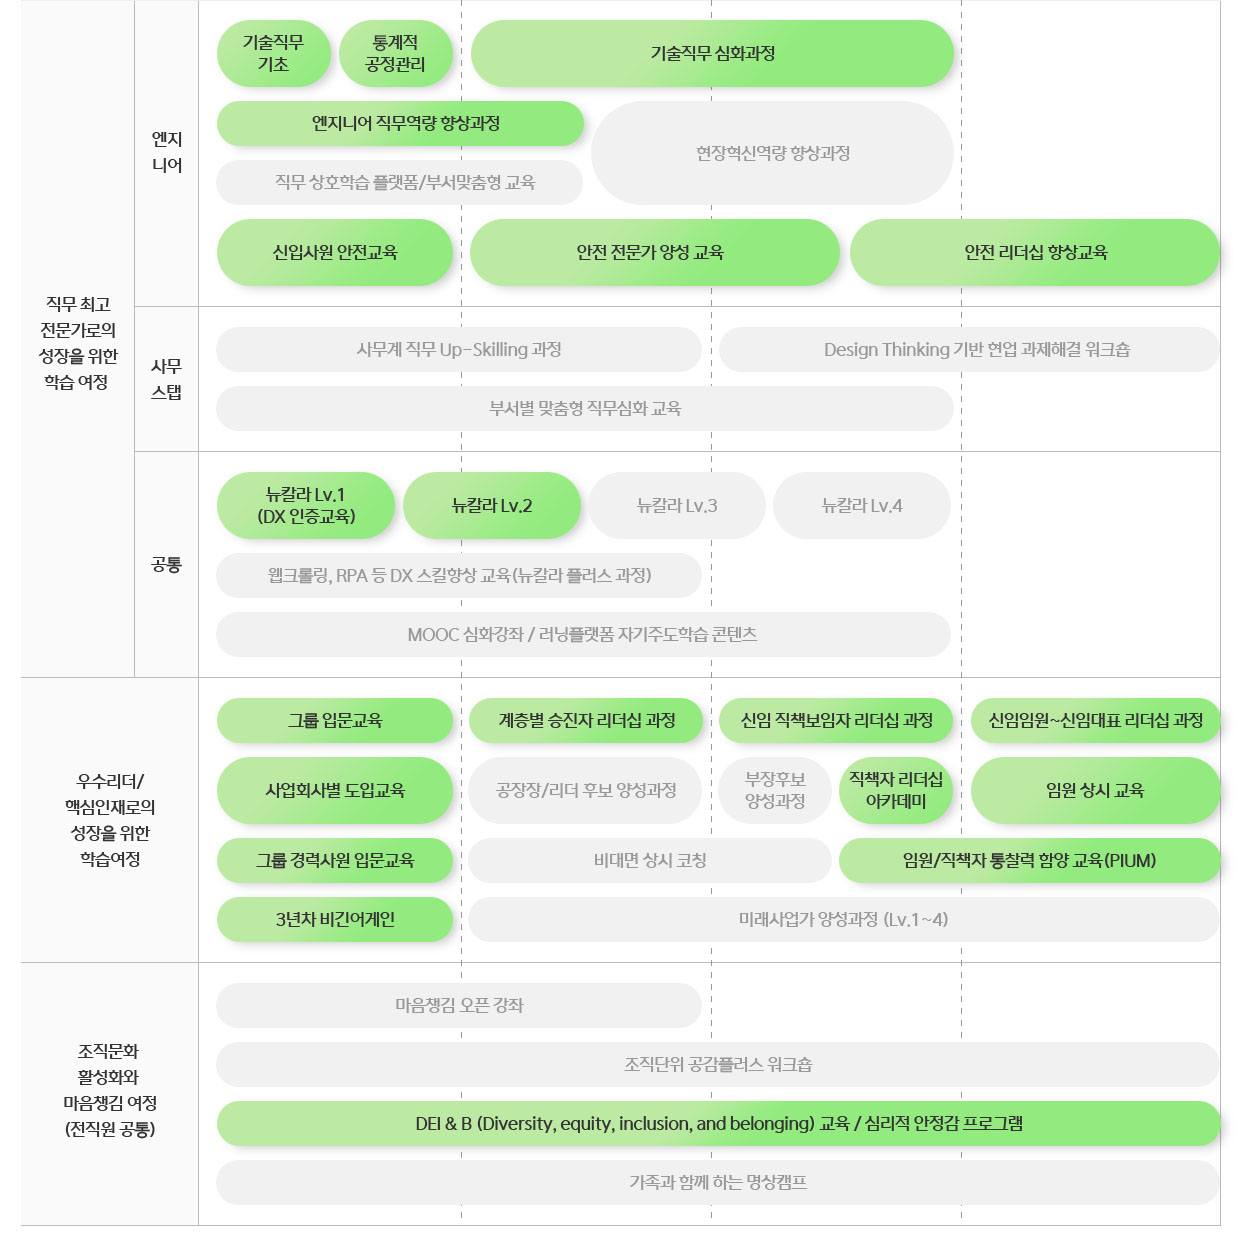 직무 최고
전문가로의
성장을 위한
학습 여정
엔지
니어
기술직무
기초
통계적
공정관리
기술직무 심화과정
엔지니어 직무역량 향상과정
현장혁신역량 향상과정
직무 상호학습 플랫폼/부서맞춤형 교육
신입사원 안전교육
안전 전문가 양성 교육
안전 리더십 향상교육
사무
스탭
사무계 직무 Up-Skilling 과정
Design Thinking 기반 현업 과제해결 워크숍
부서별 맞춤형 직무심화 교육
공통
뉴칼라 Lv.1
(DX 인증교육)
뉴칼라 Lv.2
뉴칼라 Lv.3
뉴칼라 Lv.4
웹크롤링, RPA 등 DX 스킬향상 교육(뉴칼라 플러스 과정)
MOOC 심화강좌 / 러닝플랫폼 자기주도학습 콘텐츠
우수리더/
핵심인재로의
성장을 위한
학습여정
그룹 입문교육
계층별 승진자 리더십 과정
신임 직책보임자 리더십 과정
신임임원~신임대표 리더십 과정
사업회사별 도입교육
공장장/리더 후보 양성과정
부장후보
양성과정
직책자 리더십
아카데미
임원 상시 교육
그룹 경력사원 입문교육
비대면 상시 코칭
임원/직책자 통찰력 함양 교육(PIUM)
3년차 비긴어게인
미래사업가 양성과정 (Lv.1~4)
조직문화
활성화와
마음챙김 여정
(전직원 공통)
마음챙김 오픈 강좌
조직단위 공감플러스 워크숍
DEI & B (Diversity, equity, inclusion, and belonging) 교육 / 심리적 안정감 프로그램
가족과 함께 하는 명상캠프